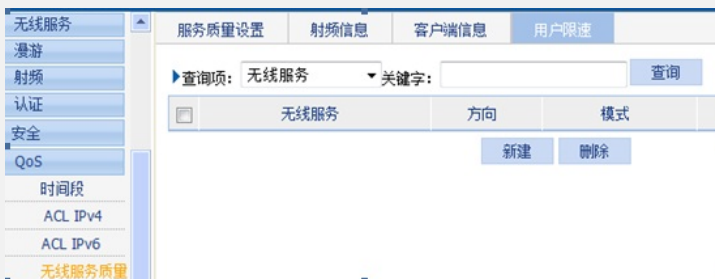 无线服务
漫游
射频
认证
安全
QoS
时间段
ACL IPv4
ACL IPv6
无线服务质量
服务质量设置 射频信息 客户端信息 用户限速
查询项: 无线服务 关键字: 查询
无线服务 方向 模式
新建 删除